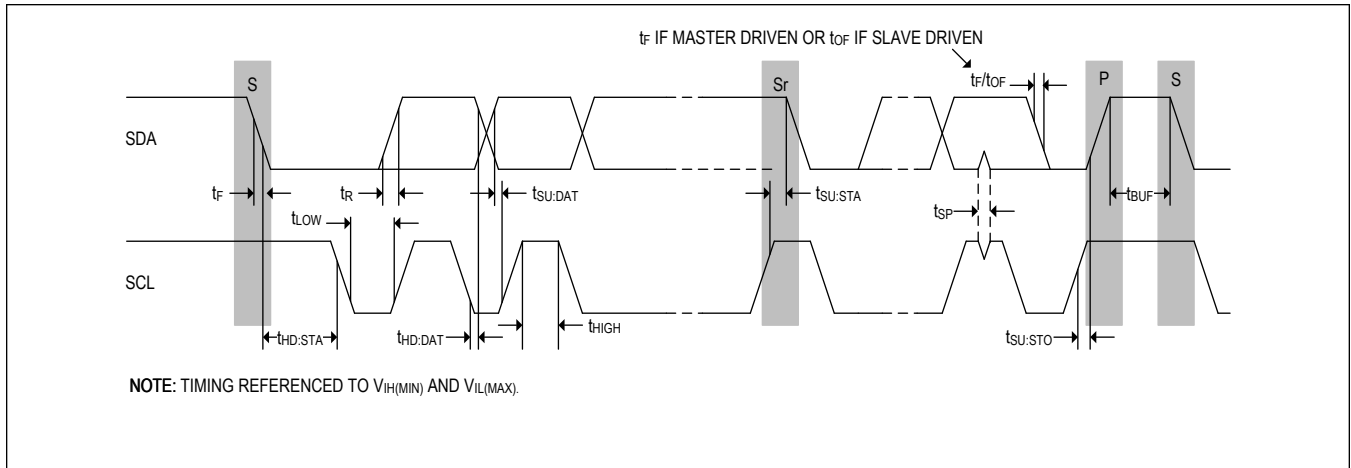 tF IF MASTER DRIVEN OR tOF IF SLAVE DRIVEN
S
Sr
tF/tOF
P
S
SDA
tF
tR
tSU:DAT
tSU:STA
tBUF
tLOW
tSP
SCL
tHD:STA
tHD:DAT
tHIGH
tSU:STO
NOTE: TIMING REFERENCED TO VIH(MIN) AND VIL(MAX).